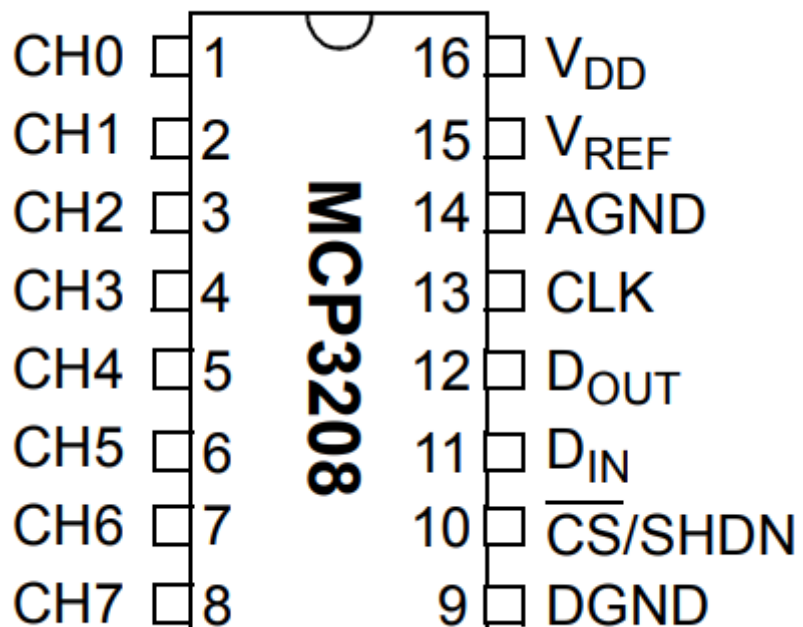 CH0 1 16 VDD
CH1 2 15 VREF
CH2 3 14 AGND
CH3 4 13 CLK
CH4 5 12 DOUT
CH5 6 11 DIN
CH6 7 10 CS/SHDN
CH7 8 9 DGND
MCP3208